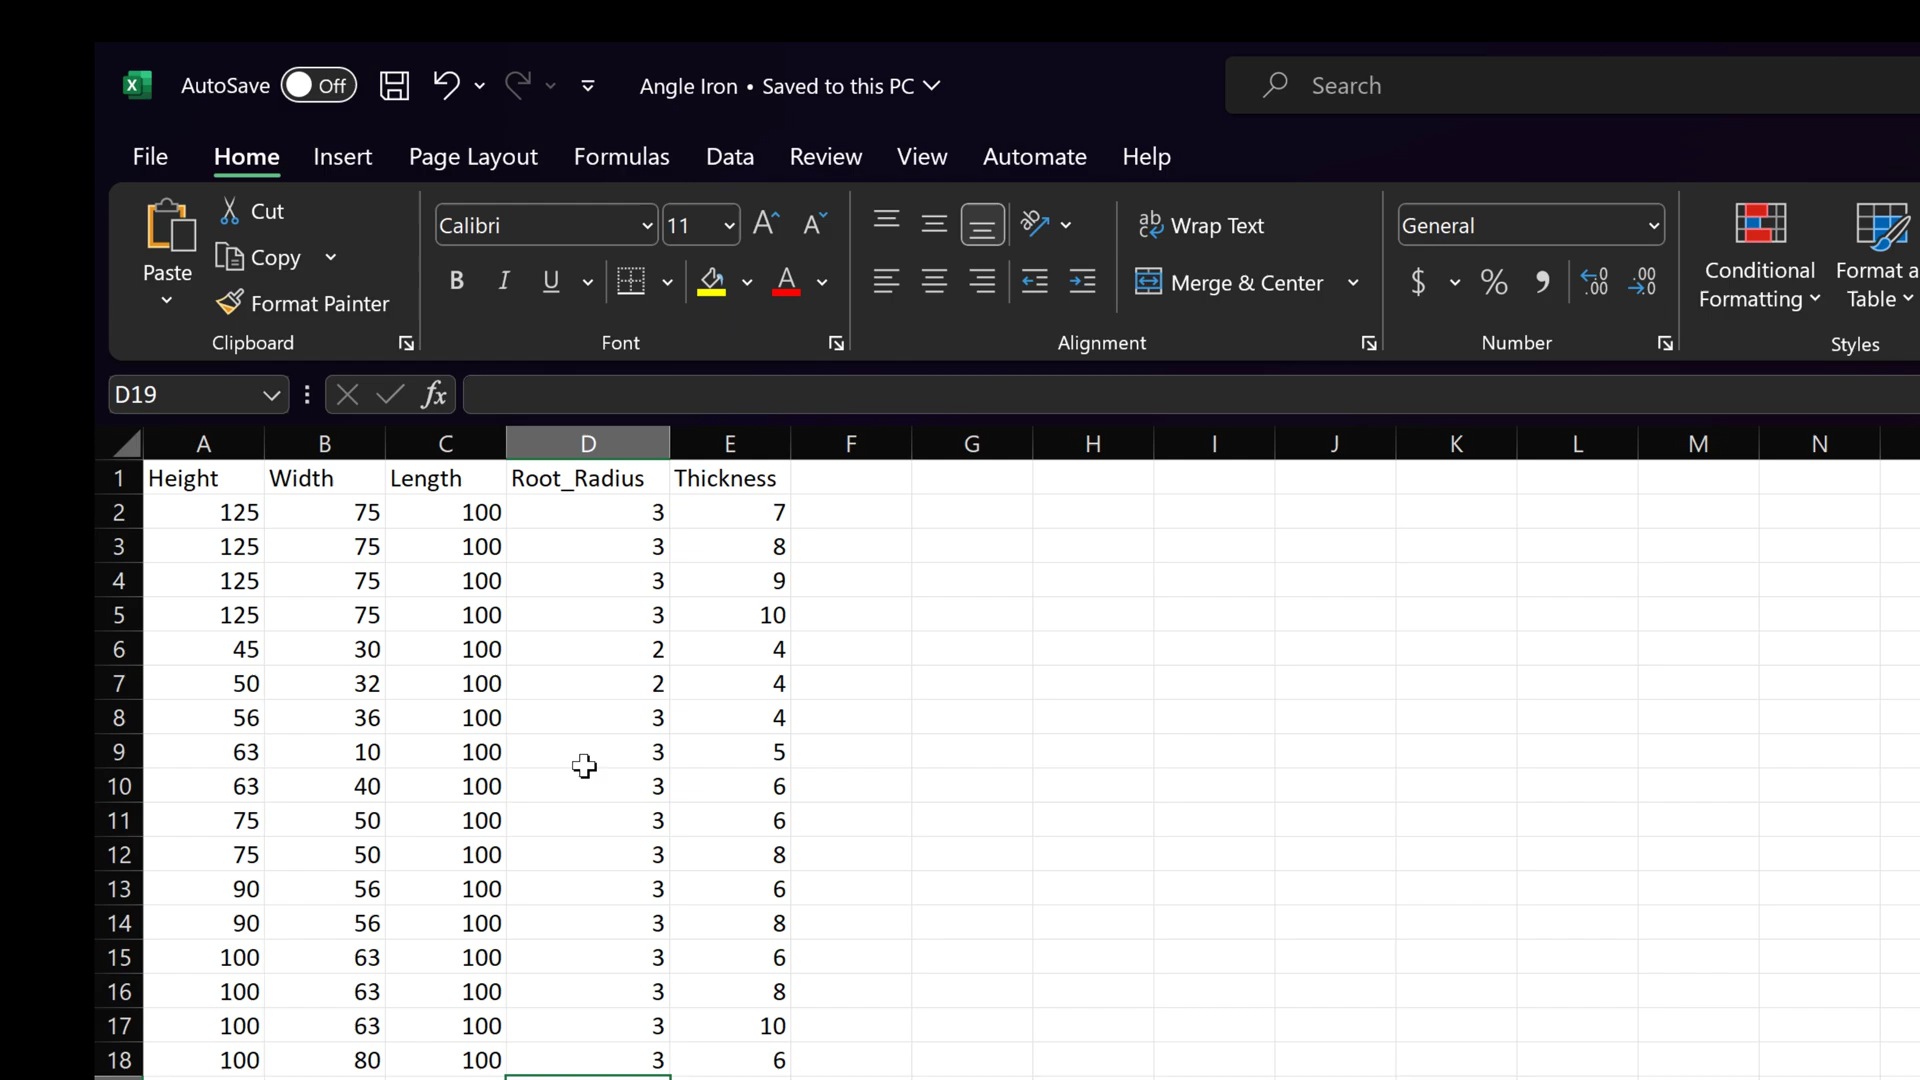 AutoSave Off Angle Iron • Saved to this PC Search
File Home Insert Page Layout Formulas Data Review View Automate Help
Paste Cut Copy Format Painter Clipboard
Calibri 11 B I U A Font
ab Wrap Text Merge & Center Alignment
General $ % Number
Conditional Formatting Format a Table Styles
D19 fx
A B C D E F G H I J K L M N
1 Height Width Length Root_Radius Thickness
2 125 75 100 3 7
3 125 75 100 3 8
4 125 75 100 3 9
5 125 75 100 3 10
6 45 30 100 2 4
7 50 32 100 2 4
8 56 36 100 3 4
9 63 10 100 3 5
10 63 40 100 3 6
11 75 50 100 3 6
12 75 50 100 3 8
13 90 56 100 3 6
14 90 56 100 3 8
15 100 63 100 3 6
16 100 63 100 3 8
17 100 63 100 3 10
18 100 80 100 3 6